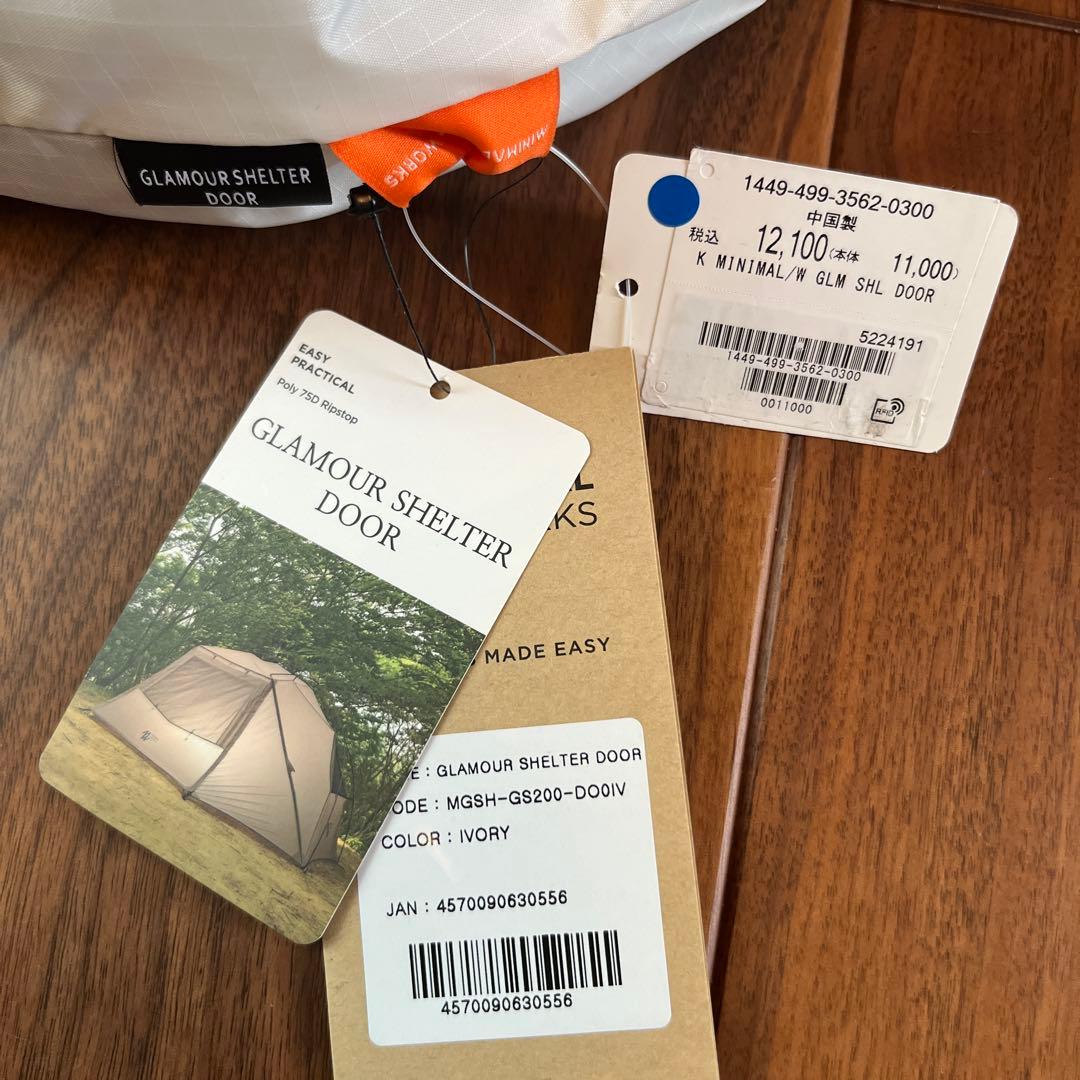 GLAMOUR SHELTER
DOOR
MINIMAL
WORKS
1449-499-3562-0300
中国製
税込 12,100(本体 11,000)
K MINIMAL/W GLM SHL DOOR
5224191
1449-499-3562-0300
0011000
RFID
EASY
PRACTICAL
Poly 75D Ripstop
GLAMOUR SHELTER
DOOR
L
KS
MADE EASY
E : GLAMOUR SHELTER DOOR
ODE : MGSH-GS200-DO0IV
COLOR : IVORY
JAN : 4570090630556
4570090630556